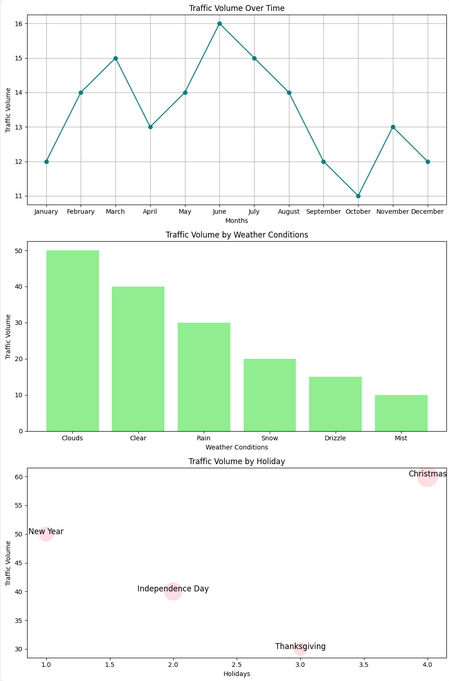 Traffic Volume Over Time
16
15
14
13
12
11
Traffic Volume
January February March April May June July August September October November December
Months
Traffic Volume by Weather Conditions
50
40
30
20
10
0
Traffic Volume
Clouds Clear Rain Snow Drizzle Mist
Weather Conditions
Traffic Volume by Holiday
60
55
50
45
40
35
30
Traffic Volume
Christmas
New Year
Independence Day
Thanksgiving
1.0 1.5 2.0 2.5 3.0 3.5 4.0
Holidays